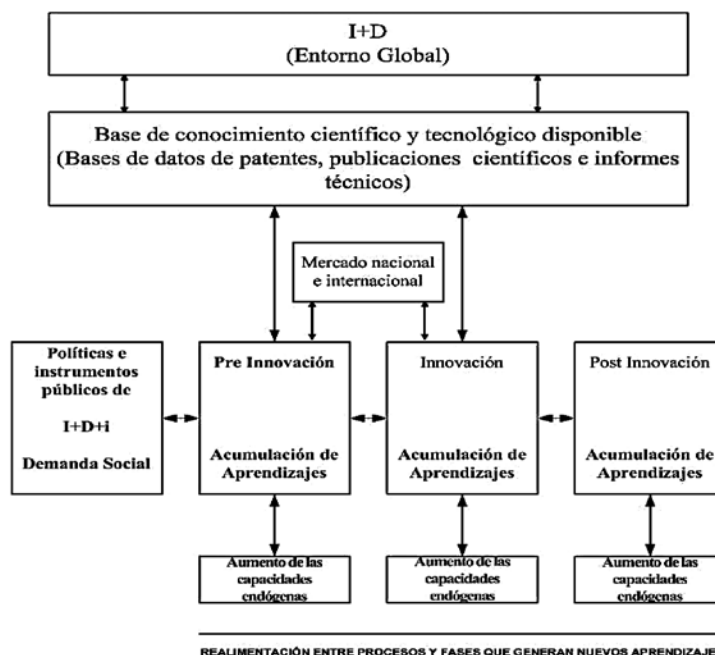 I+D
(Entorno Global)
Base de conocimiento científico y tecnológico disponible
(Bases de datos de patentes, publicaciones científicos e informes
técnicos)
Mercado nacional
e internacional
Políticas e
instrumentos
públicos de
I+D+i
Demanda Social
Pre Innovación
Acumulación de
Aprendizajes
Innovación
Acumulación de
Aprendizajes
Post Innovación
Acumulación de
Aprendizajes
Aumento de las
capacidades
endógenas
Aumento de las
capacidades
endógenas
Aumento de las
capacidades
endógenas
REALIMENTACIÓN ENTRE PROCESOS Y FASES QUE GENERAN NUEVOS APRENDIZAJE